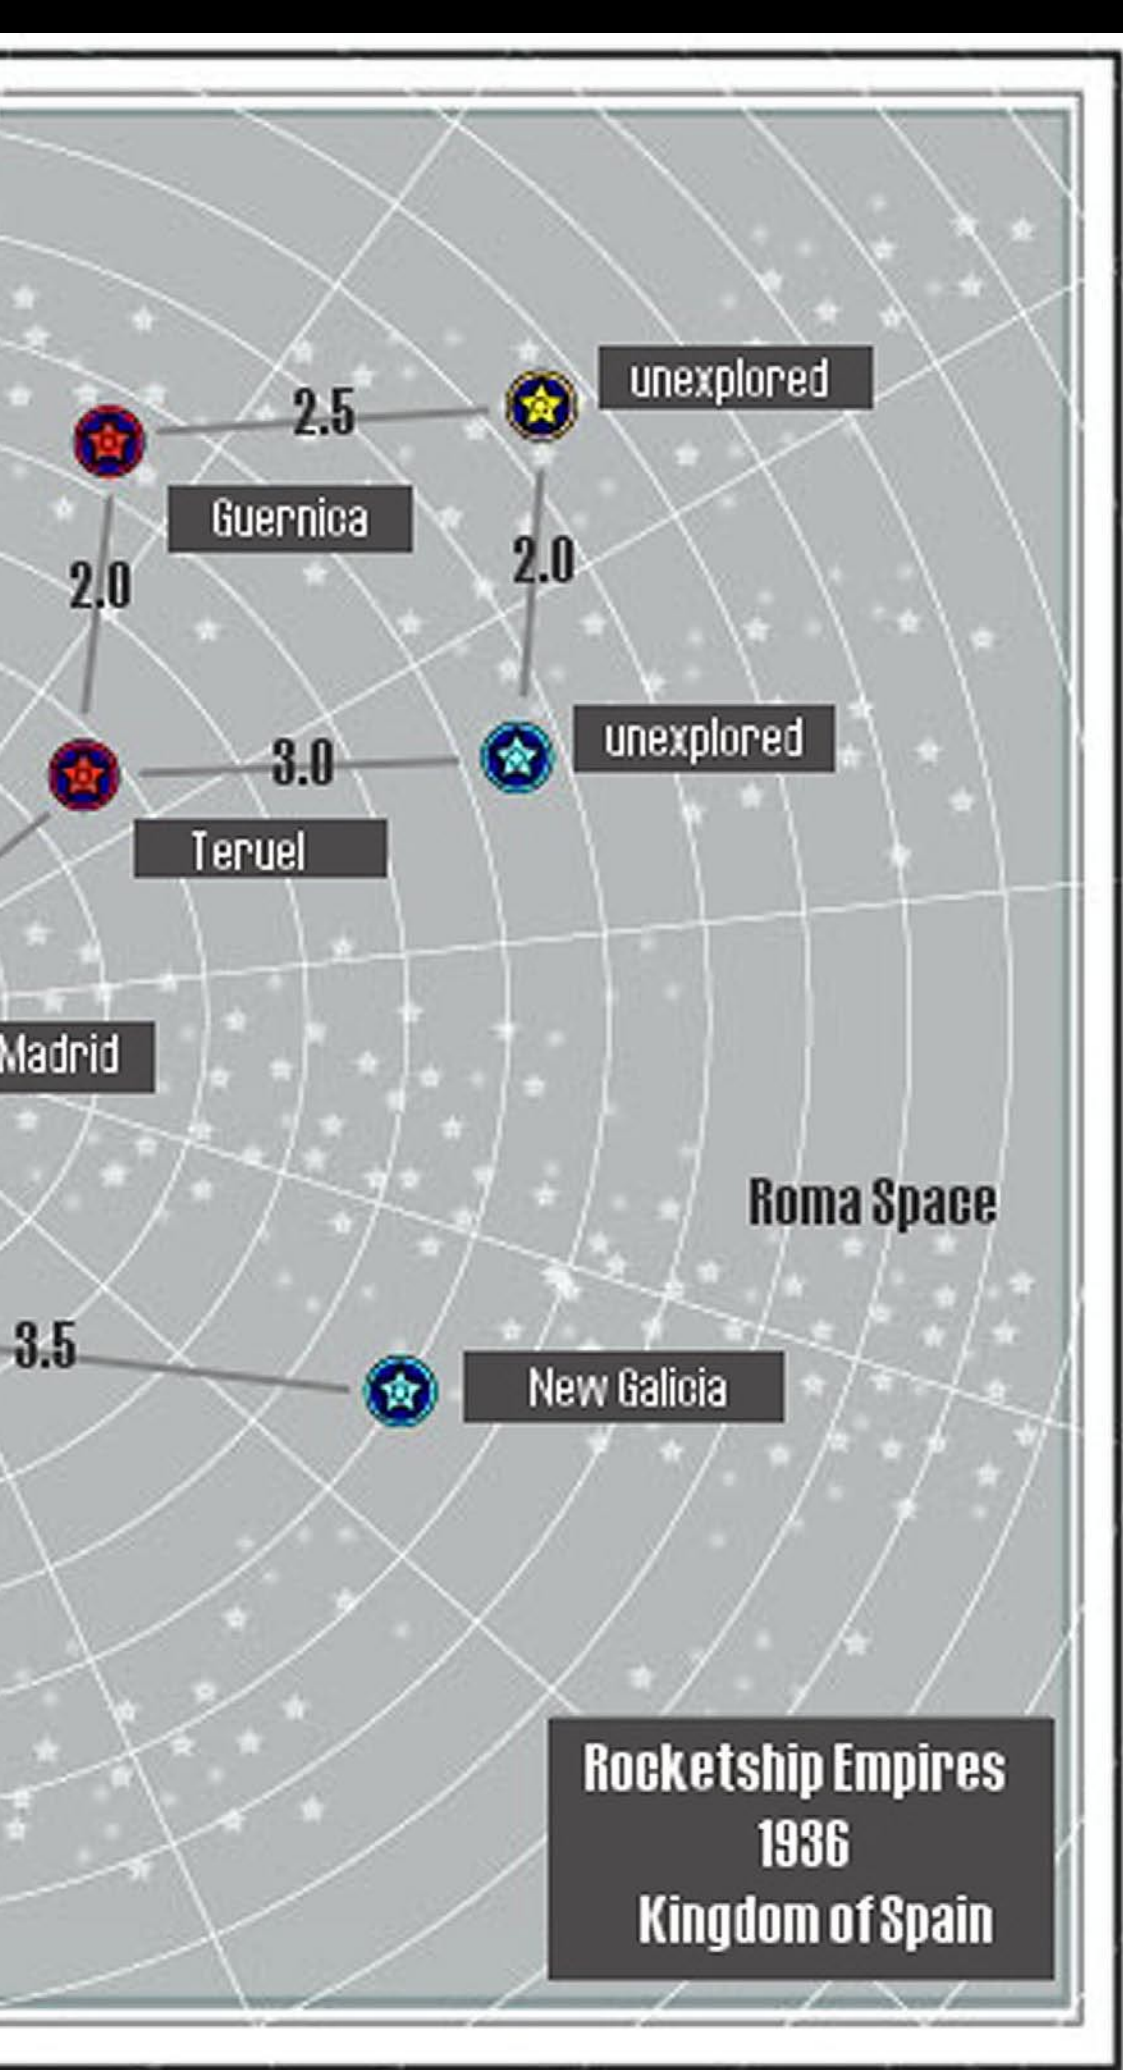 unexplored
2.5
Guernica
2.0
2.0
unexplored
3.0
Teruel
Madrid
Roma Space
3.5
New Galicia
Rocketship Empires
1936
Kingdom of Spain